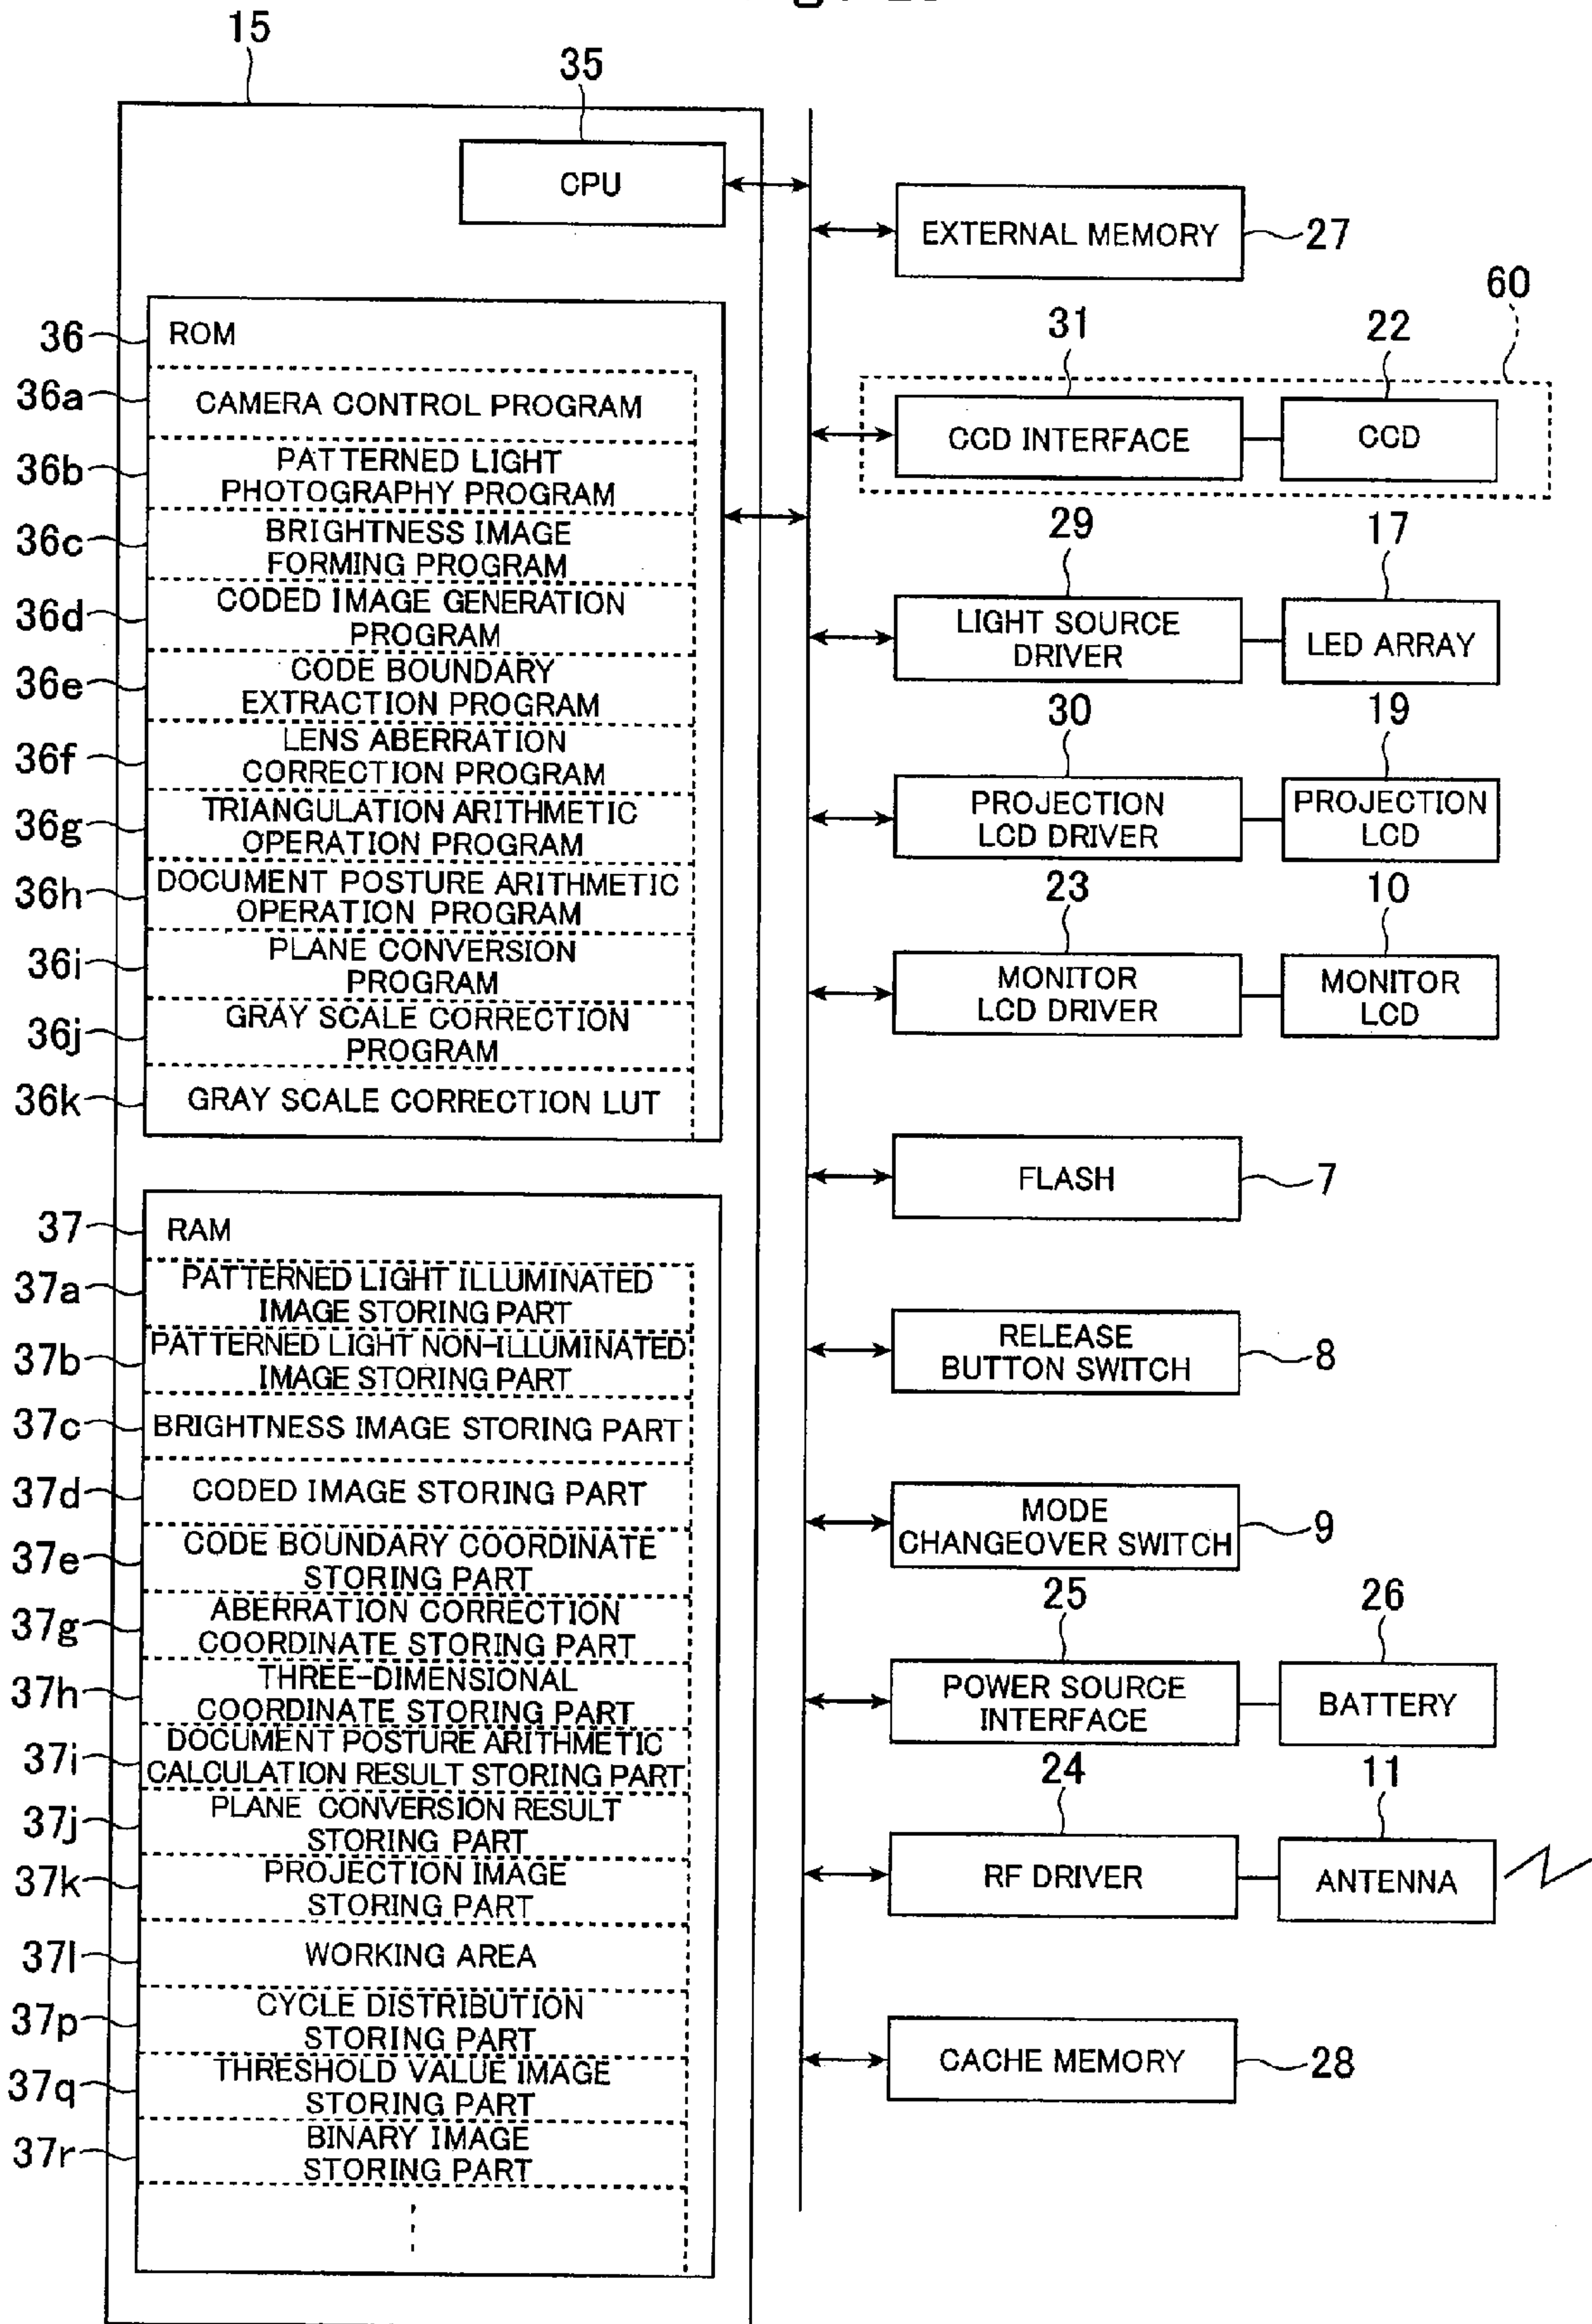 15
35
CPU
EXTERNAL MEMORY
27
60
36
ROM
36a
CAMERA CONTROL PROGRAM
36b
PATTERNED LIGHT
PHOTOGRAPHY PROGRAM
36c
BRIGHTNESS IMAGE
FORMING PROGRAM
36d
CODED IMAGE GENERATION
PROGRAM
36e
CODE BOUNDARY
EXTRACTION PROGRAM
36f
LENS ABERRATION
CORRECTION PROGRAM
36g
TRIANGULATION ARITHMETIC
OPERATION PROGRAM
36h
DOCUMENT POSTURE ARITHMETIC
OPERATION PROGRAM
36i
PLANE CONVERSION
PROGRAM
36j
GRAY SCALE CORRECTION
PROGRAM
36k
GRAY SCALE CORRECTION LUT
37
RAM
37a
PATTERNED LIGHT ILLUMINATED
IMAGE STORING PART
37b
PATTERNED LIGHT NON-ILLUMINATED
IMAGE STORING PART
37c
BRIGHTNESS IMAGE STORING PART
37d
CODED IMAGE STORING PART
37e
CODE BOUNDARY COORDINATE
STORING PART
37g
ABERRATION CORRECTION
COORDINATE STORING PART
37h
THREE-DIMENSIONAL
COORDINATE STORING PART
37i
DOCUMENT POSTURE ARITHMETIC
CALCULATION RESULT STORING PART
37j
PLANE CONVERSION RESULT
STORING PART
37k
PROJECTION IMAGE
STORING PART
37l
WORKING AREA
37p
CYCLE DISTRIBUTION
STORING PART
37q
THRESHOLD VALUE IMAGE
STORING PART
37r
BINARY IMAGE
STORING PART
31
22
CCD INTERFACE
CCD
29
17
LIGHT SOURCE
DRIVER
LED ARRAY
30
19
PROJECTION
LCD DRIVER
PROJECTION
LCD
23
10
MONITOR
LCD DRIVER
MONITOR
LCD
FLASH
7
RELEASE
BUTTON SWITCH
8
MODE
CHANGEOVER SWITCH
9
25
26
POWER SOURCE
INTERFACE
BATTERY
24
11
RF DRIVER
ANTENNA
CACHE MEMORY
28